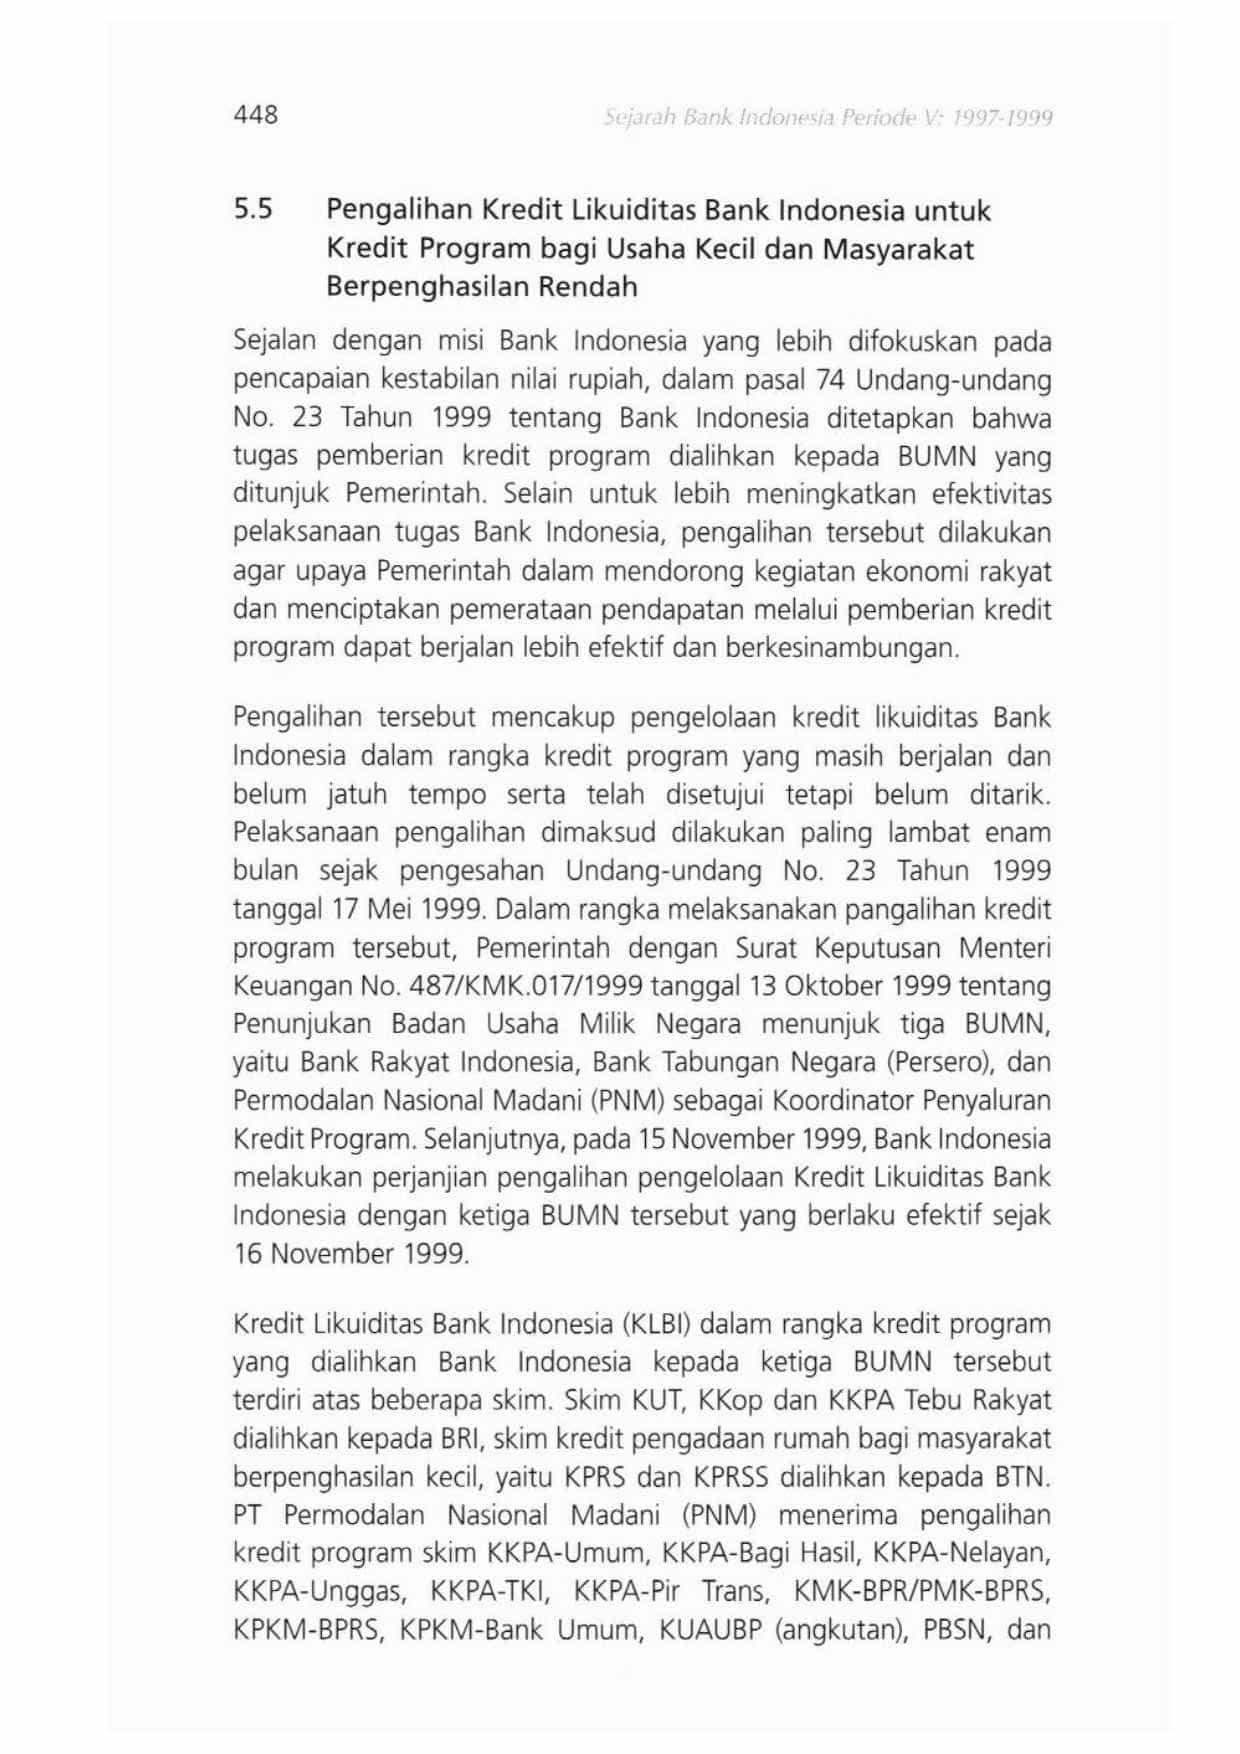 448
Sejarah Bank Indonesia Periode V: 1997-1999
5.5 Pengalihan Kredit Likuiditas Bank Indonesia untuk
Kredit Program bagi Usaha Kecil dan Masyarakat
Berpenghasilan Rendah
Sejalan dengan misi Bank Indonesia yang lebih difokuskan pada
pencapaian kestabilan nilai rupiah, dalam pasal 74 Undang-undang
No. 23 Tahun 1999 tentang Bank Indonesia ditetapkan bahwa
tugas pemberian kredit program dialihkan kepada BUMN yang
ditunjuk Pemerintah. Selain untuk lebih meningkatkan efektivitas
pelaksanaan tugas Bank Indonesia, pengalihan tersebut dilakukan
agar upaya Pemerintah dalam mendorong kegiatan ekonomi rakyat
dan menciptakan pemerataan pendapatan melalui pemberian kredit
program dapat berjalan lebih efektif dan berkesinambungan.
Pengalihan tersebut mencakup pengelolaan kredit likuiditas Bank
Indonesia dalam rangka kredit program yang masih berjalan dan
belum jatuh tempo serta telah disetujui tetapi belum ditarik.
Pelaksanaan pengalihan dimaksud dilakukan paling lambat enam
bulan sejak pengesahan Undang-undang No. 23 Tahun 1999
tanggal 17 Mei 1999. Dalam rangka melaksanakan pangalihan kredit
program tersebut, Pemerintah dengan Surat Keputusan Menteri
Keuangan No. 487/KMK.017/1999 tanggal 13 Oktober 1999 tentang
Penunjukan Badan Usaha Milik Negara menunjuk tiga BUMN,
yaitu Bank Rakyat Indonesia, Bank Tabungan Negara (Persero), dan
Permodalan Nasional Madani (PNM) sebagai Koordinator Penyaluran
Kredit Program. Selanjutnya, pada 15 November 1999, Bank Indonesia
melakukan perjanjian pengalihan pengelolaan Kredit Likuiditas Bank
Indonesia dengan ketiga BUMN tersebut yang berlaku efektif sejak
16 November 1999.
Kredit Likuiditas Bank Indonesia (KLBI) dalam rangka kredit program
yang dialihkan Bank Indonesia kepada ketiga BUMN tersebut
terdiri atas beberapa skim. Skim KUT, KKop dan KKPA Tebu Rakyat
dialihkan kepada BRI, skim kredit pengadaan rumah bagi masyarakat
berpenghasilan kecil, yaitu KPRS dan KPRSS dialihkan kepada BTN.
PT Permodalan Nasional Madani (PNM) menerima pengalihan
kredit program skim KKPA-Umum, KKPA-Bagi Hasil, KKPA-Nelayan,
KKPA-Unggas, KKPA-TKI, KKPA-Pir Trans, KMK-BPR/PMK-BPRS,
KPKM-BPRS, KPKM-Bank Umum, KUAUBP (angkutan), PBSN, dan